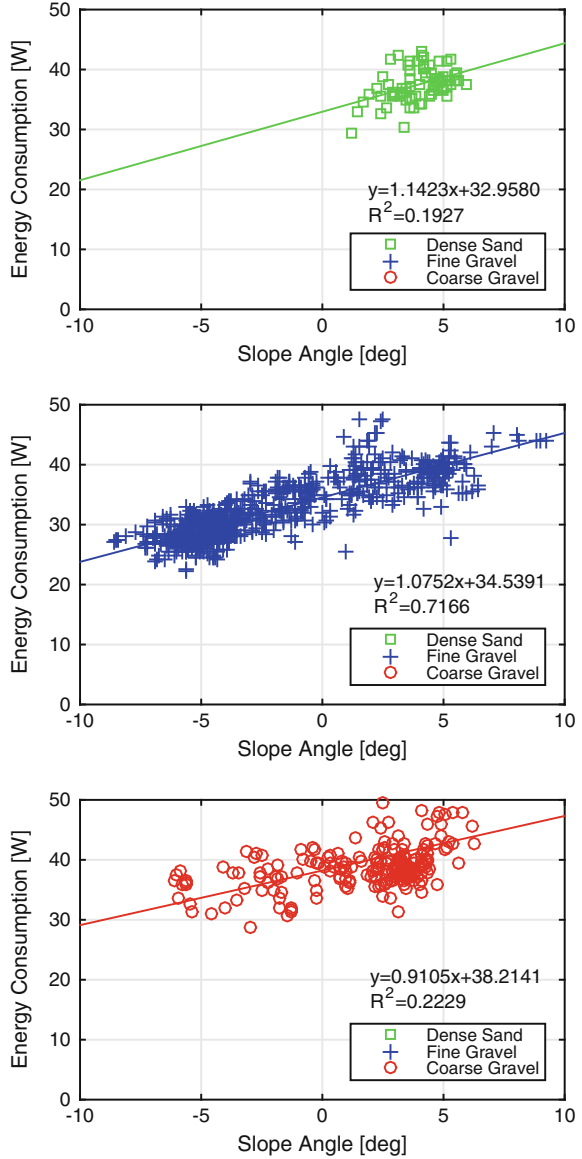 50
40
30
20
10
0
Energy Consumption [W]
y=1.1423x+32.9580
R²=0.1927
Dense Sand
Fine Gravel
Coarse Gravel
-10 -5 0 5 10
Slope Angle [deg]
50
40
30
20
10
0
Energy Consumption [W]
y=1.0752x+34.5391
R²=0.7166
Dense Sand
Fine Gravel
Coarse Gravel
-10 -5 0 5 10
Slope Angle [deg]
50
40
30
20
10
0
Energy Consumption [W]
y=0.9105x+38.2141
R²=0.2229
Dense Sand
Fine Gravel
Coarse Gravel
-10 -5 0 5 10
Slope Angle [deg]